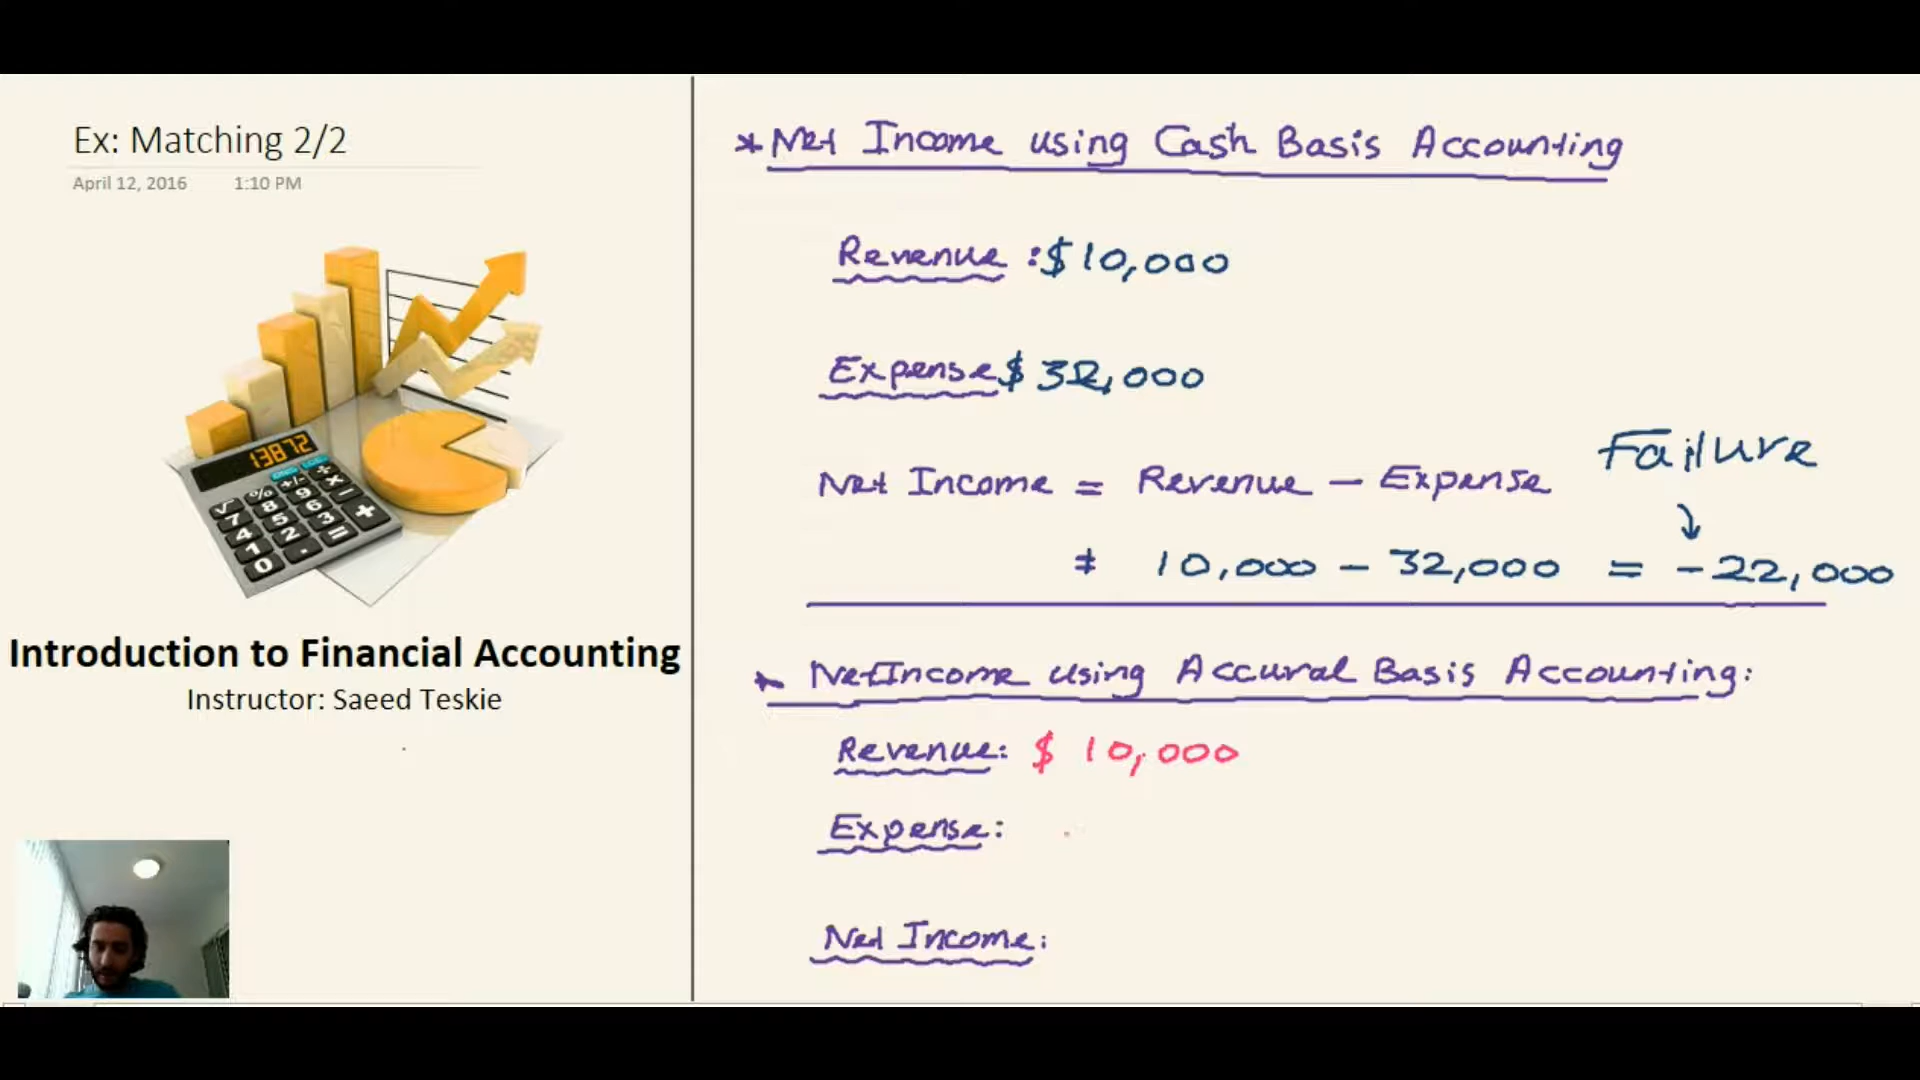 Ex: Matching 2/2
April 12, 2016 1:10 PM
13872
Introduction to Financial Accounting
Instructor: Saeed Teskie
* Net Income using Cash Basis Accounting
Revenue : $ 10,000
Expense $ 32,000
Failure
Net Income = Revenue - Expense
= 10,000 - 32,000 = -22,000
* Net Income using Accural Basis Accounting:
Revenue: $ 10,000
Expense:
Net Income: